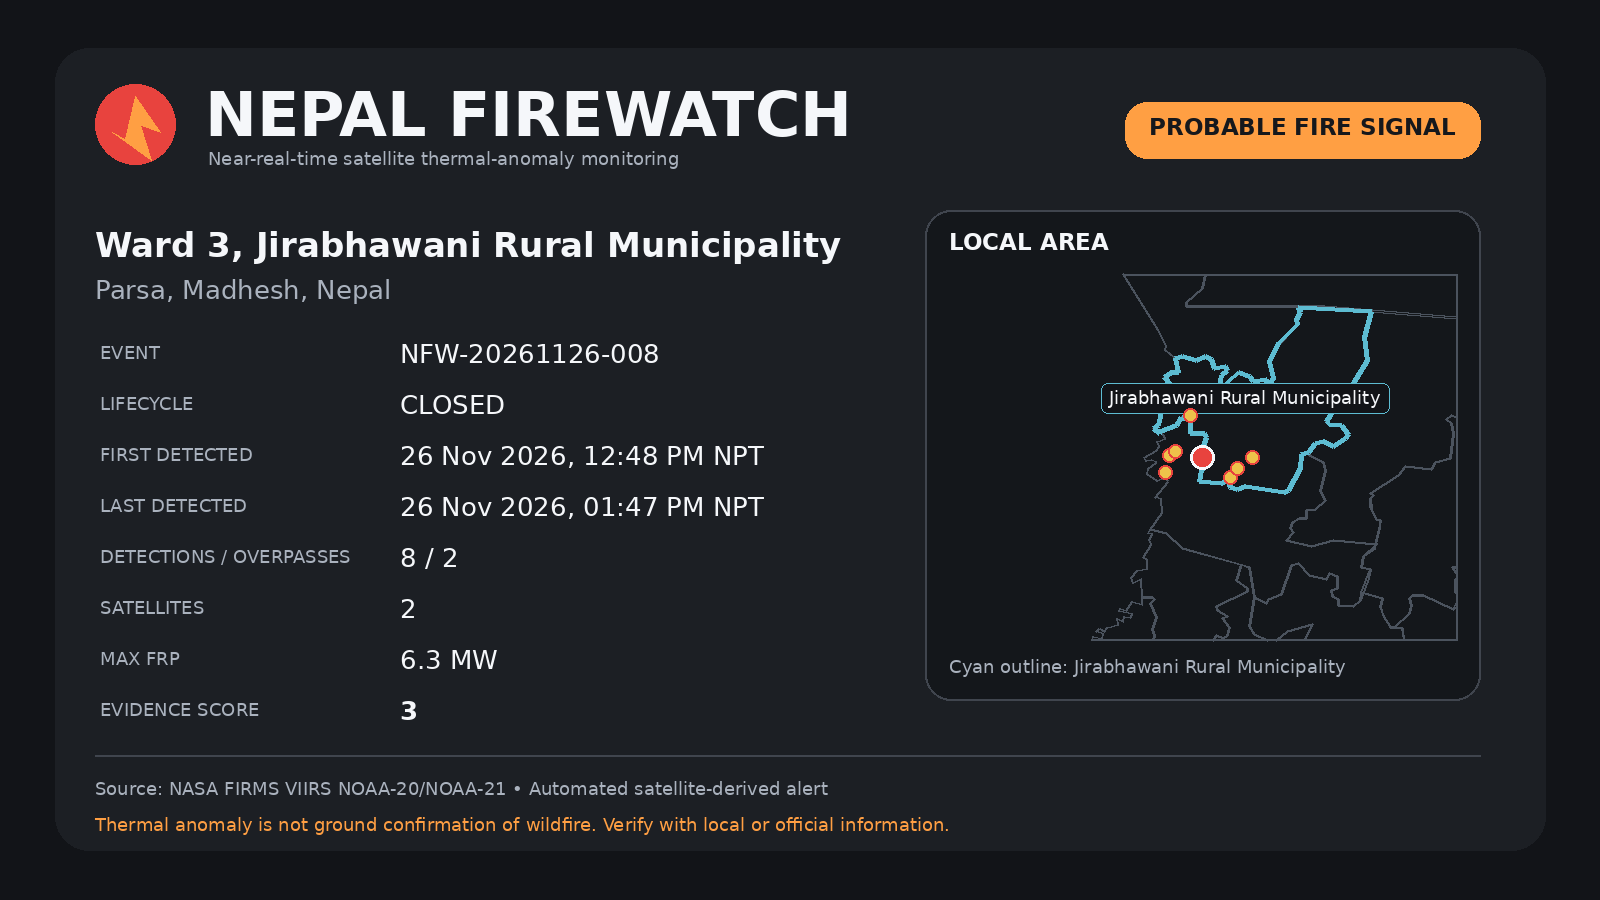 NEPAL FIREWATCH
Near-real-time satellite thermal-anomaly monitoring
PROBABLE FIRE SIGNAL
Ward 3, Jirabhawani Rural Municipality
Parsa, Madhesh, Nepal
EVENT NFW-20261126-008
LIFECYCLE CLOSED
FIRST DETECTED 26 Nov 2026, 12:48 PM NPT
LAST DETECTED 26 Nov 2026, 01:47 PM NPT
DETECTIONS / OVERPASSES 8 / 2
SATELLITES 2
MAX FRP 6.3 MW
EVIDENCE SCORE 3
LOCAL AREA
Jirabhawani Rural Municipality
Cyan outline: Jirabhawani Rural Municipality
Source: NASA FIRMS VIIRS NOAA-20/NOAA-21 • Automated satellite-derived alert
Thermal anomaly is not ground confirmation of wildfire. Verify with local or official information.